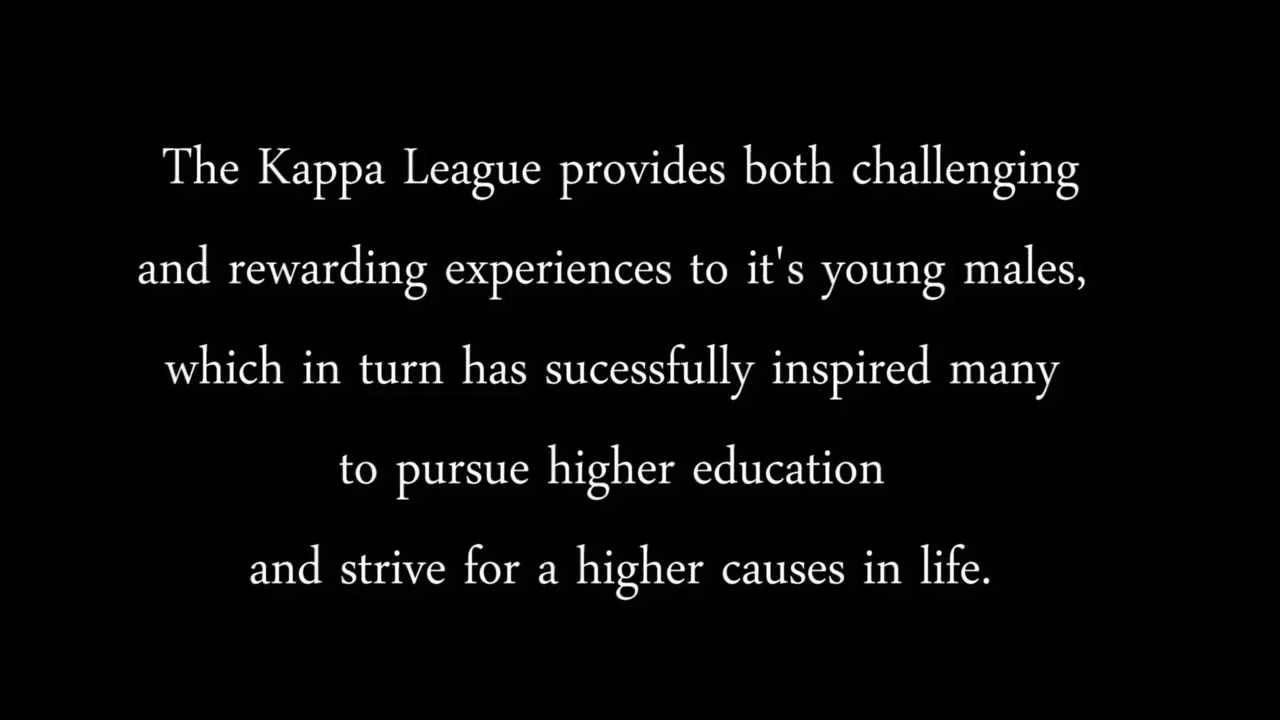 The Kappa League provides both challenging
and rewarding experiences to it's young males,
which in turn has sucessfully inspired many
to pursue higher education
and strive for a higher causes in life.